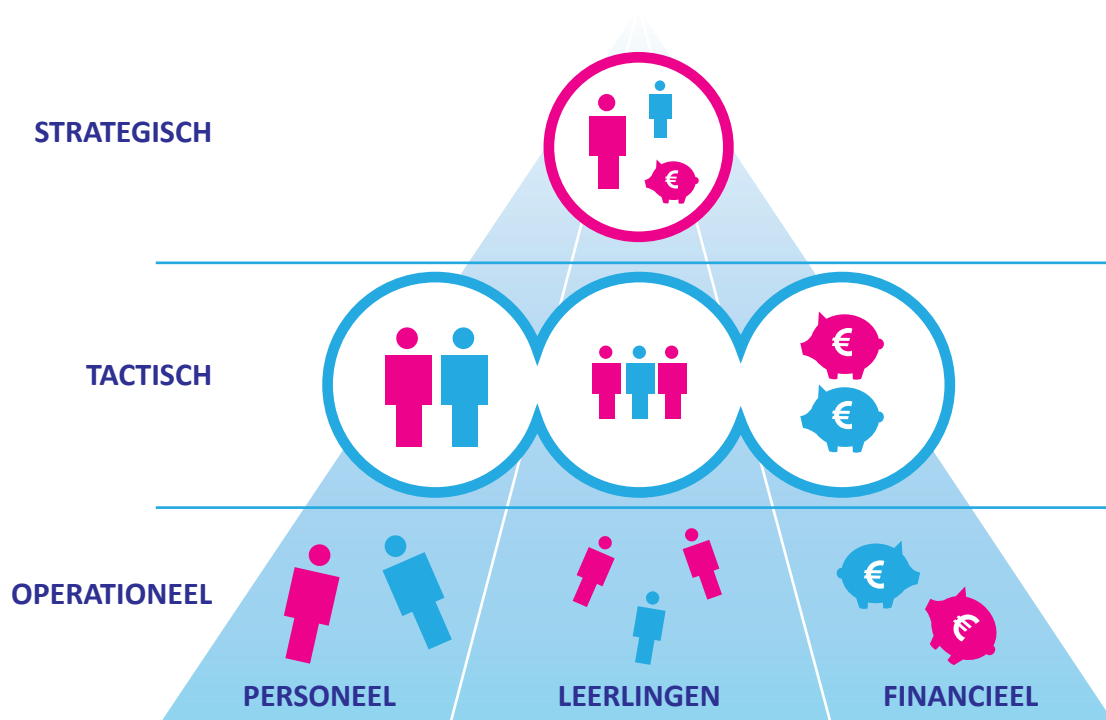 STRATEGISCH
€
TACTISCH
€
€
OPERATIONEEL
€
€
PERSONEEL
LEERLINGEN
FINANCIEEL